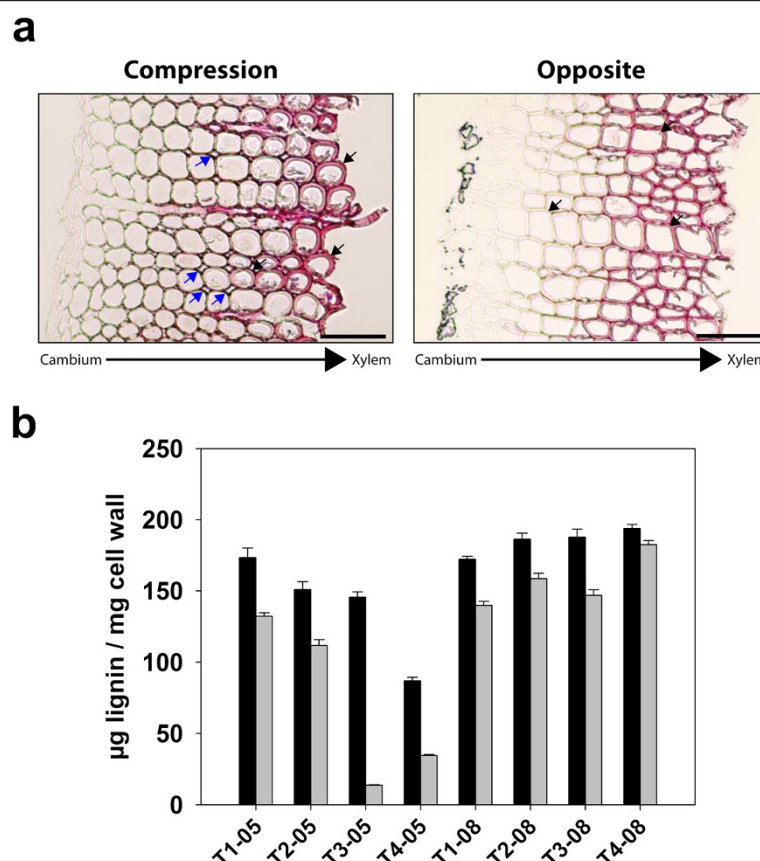 a
Compression
Opposite
Cambium
Xylem
Cambium
Xylem
b
250
200
150
100
50
0
µg lignin / mg cell wall
T1-05
T2-05
T3-05
T4-05
T1-08
T2-08
T3-08
T4-08